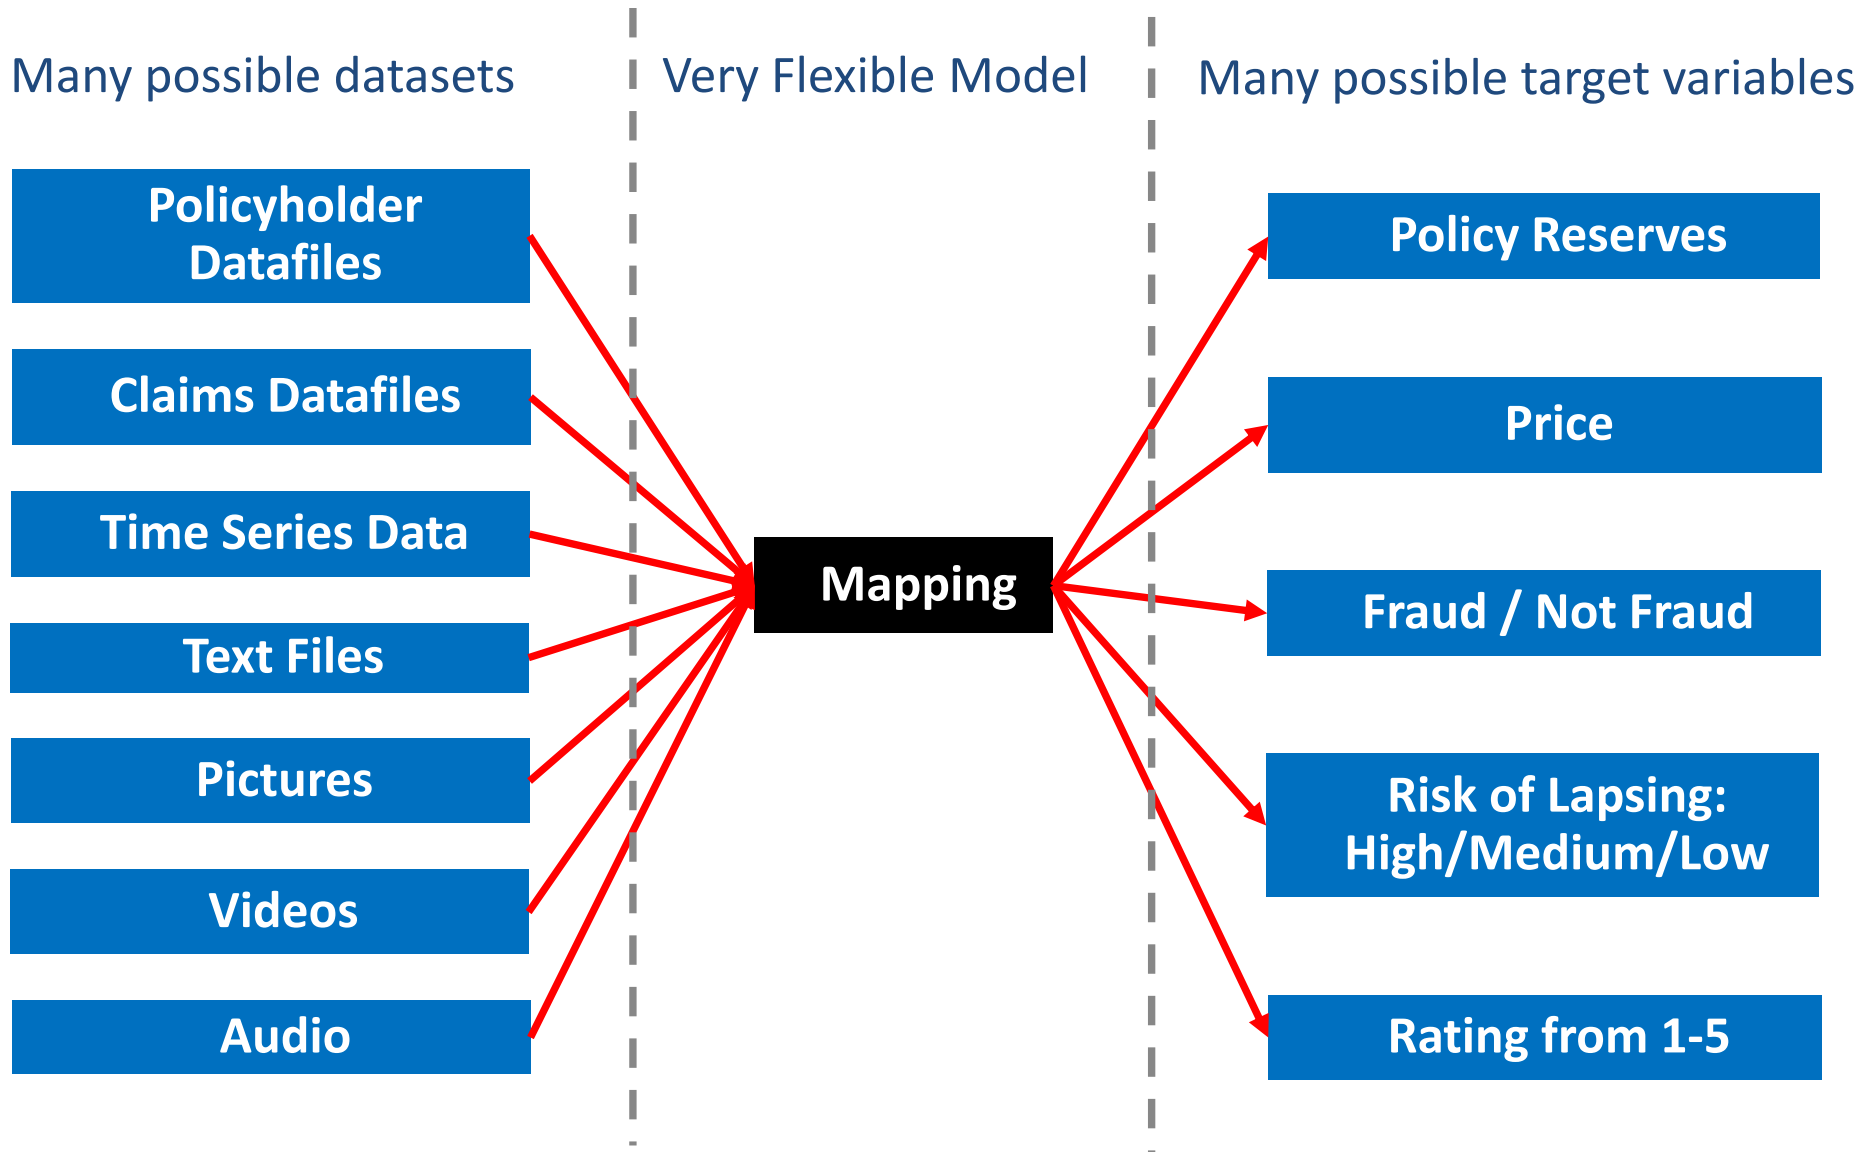 Many possible datasets
Very Flexible Model
Many possible target variables
Policyholder
Datafiles
Claims Datafiles
Time Series Data
Text Files
Pictures
Videos
Audio
Mapping
Policy Reserves
Price
Fraud / Not Fraud
Risk of Lapsing:
High/Medium/Low
Rating from 1-5